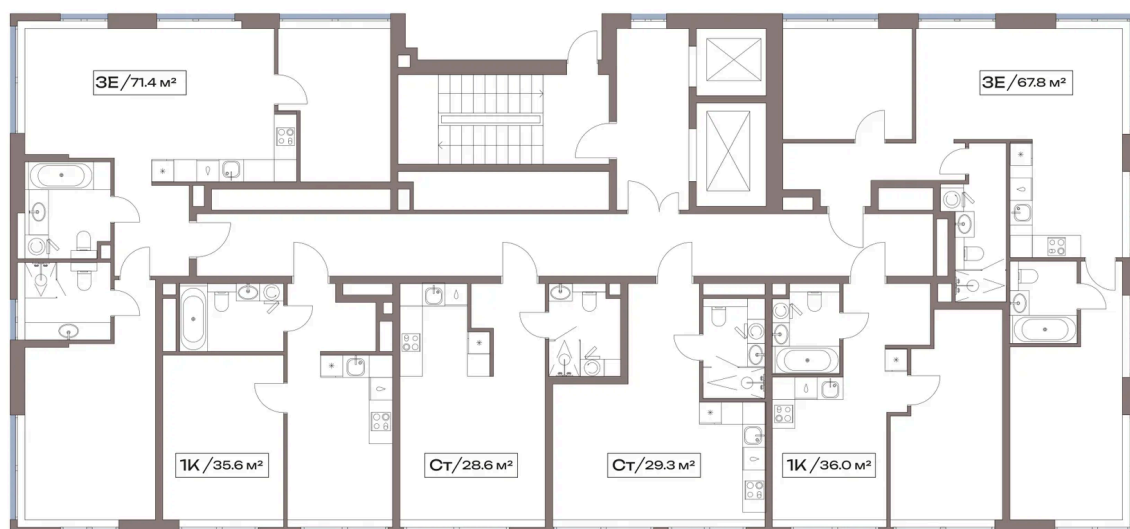 3Е/71.4 м²
3Е/67.8 м²
1К/35.6 м²
Ст/28.6 м²
Ст/29.3 м²
1К/36.0 м²